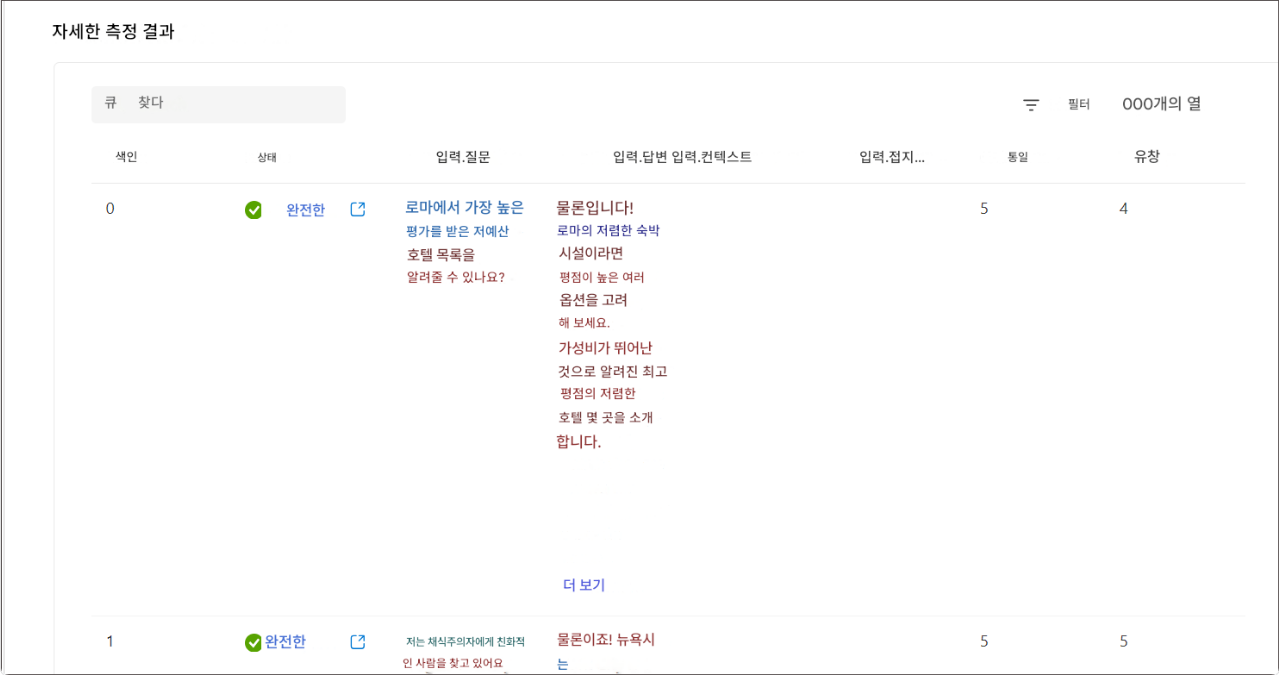 자세한 측정 결과
큐 찾다
필터 000개의 열
색인 상태 입력.질문 입력.답변 입력.컨텍스트 입력.접지... 통일 유창
0 완전한 로마에서 가장 높은 물론입니다! 5 4
평가를 받은 저예산 로마의 저렴한 숙박
호텔 목록을 시설이라면
알려줄 수 있나요? 평점이 높은 여러
옵션을 고려
해 보세요.
가성비가 뛰어난
것으로 알려진 최고
평점의 저렴한
호텔 몇 곳을 소개
합니다.
더 보기
1 완전한 저는 채식주의자에게 친화적 물론이죠! 뉴욕시 5 5
인 사람을 찾고 있어요 는